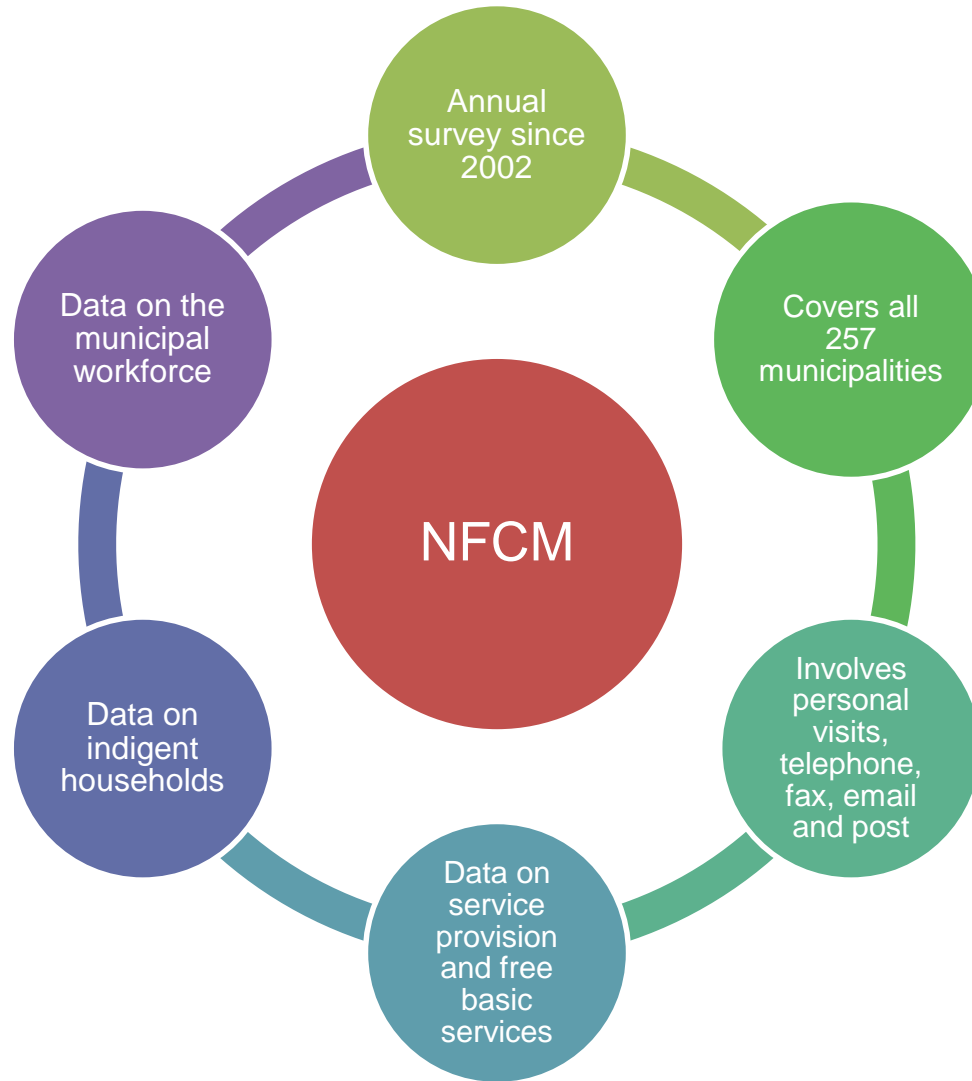 Annual
survey since
2002
Covers all
257
municipalities
Involves
personal
visits,
telephone,
fax, email
and post
Data on
service
provision
and free
basic
services
Data on
indigent
households
Data on the
municipal
workforce
NFCM